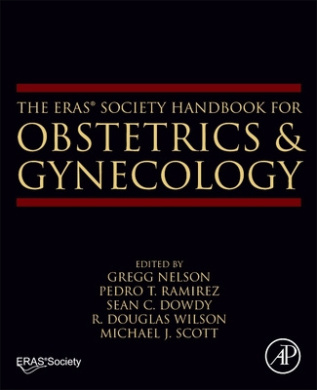 THE ERAS® SOCIETY HANDBOOK FOR
OBSTETRICS &
GYNECOLOGY
EDITED BY
GREGG NELSON
PEDRO T. RAMIREZ
SEAN C. DOWDY
R. DOUGLAS WILSON
MICHAEL J. SCOTT
ERAS®Society
AP